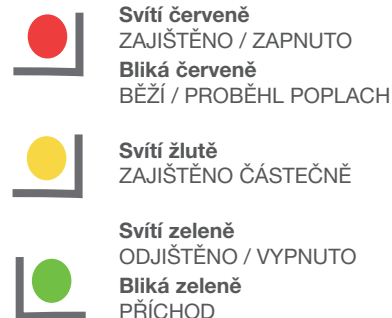 Svítí červeně
ZAJIŠTĚNO / ZAPNUTO
Bliká červeně
BĚŽÍ / PROBĚHL POPLACH
Svítí žlutě
ZAJIŠTĚNO ČÁSTEČNĚ
Svítí zeleně
ODJIŠTĚNO / VYPNUTO
Bliká zeleně
PŘÍCHOD